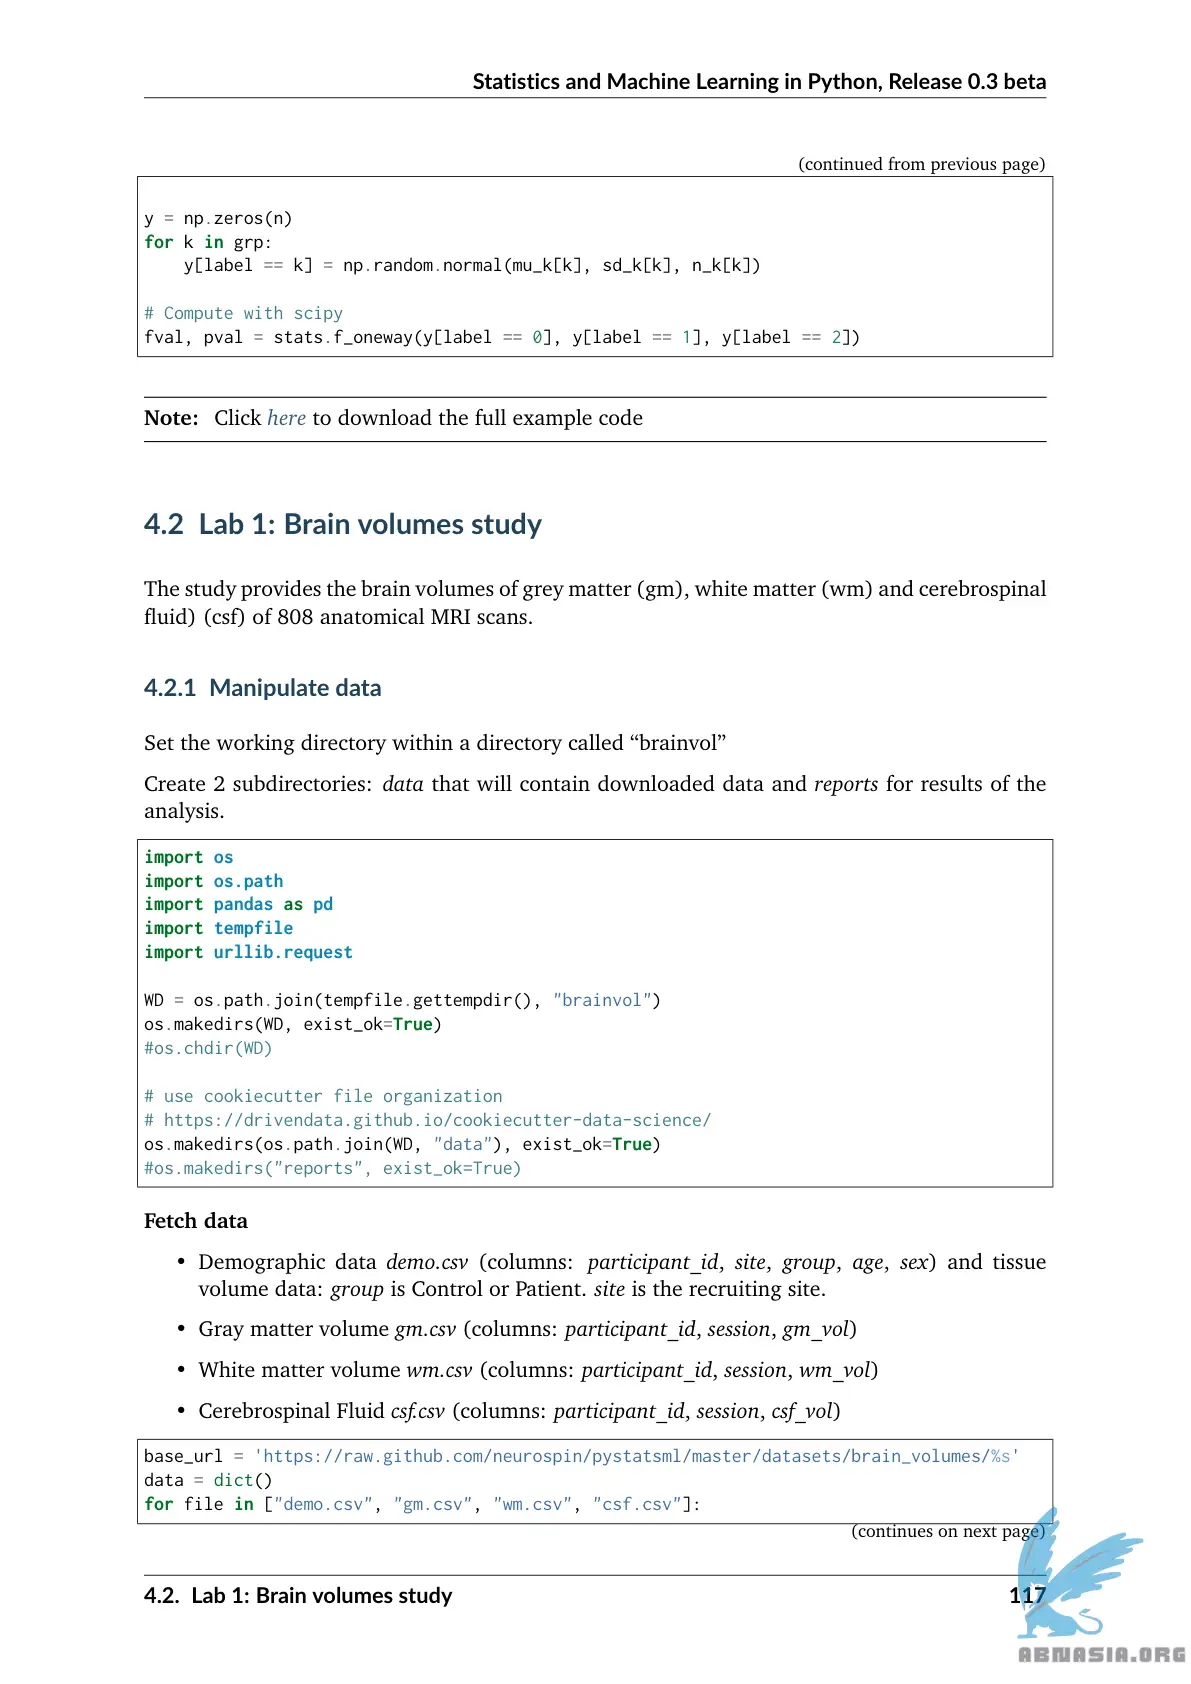 Statistics and Machine Learning in Python, Release 0.3 beta
(continued from previous page)
y = np.zeros(n)
for k in grp:
    y[label == k] = np.random.normal(mu_k[k], sd_k[k], n_k[k])
# Compute with scipy
fval, pval = stats.f_oneway(y[label == 0], y[label == 1], y[label == 2])
Note: Click here to download the full example code
4.2 Lab 1: Brain volumes study
The study provides the brain volumes of grey matter (gm), white matter (wm) and cerebrospinal
fluid) (csf) of 808 anatomical MRI scans.
4.2.1 Manipulate data
Set the working directory within a directory called “brainvol”
Create 2 subdirectories: data that will contain downloaded data and reports for results of the
analysis.
import os
import os.path
import pandas as pd
import tempfile
import urllib.request
WD = os.path.join(tempfile.gettempdir(), "brainvol")
os.makedirs(WD, exist_ok=True)
#os.chdir(WD)
# use cookiecutter file organization
# https://drivendata.github.io/cookiecutter-data-science/
os.makedirs(os.path.join(WD, "data"), exist_ok=True)
#os.makedirs("reports", exist_ok=True)
Fetch data
• Demographic data demo.csv (columns: participant_id, site, group, age, sex) and tissue
volume data: group is Control or Patient. site is the recruiting site.
• Gray matter volume gm.csv (columns: participant_id, session, gm_vol)
• White matter volume wm.csv (columns: participant_id, session, wm_vol)
• Cerebrospinal Fluid csf.csv (columns: participant_id, session, csf_vol)
base_url = 'https://raw.github.com/neurospin/pystatsml/master/datasets/brain_volumes/%s'
data = dict()
for file in ["demo.csv", "gm.csv", "wm.csv", "csf.csv"]:
(continues on next page)
4.2. Lab 1: Brain volumes study 117
ABNASIA.ORG